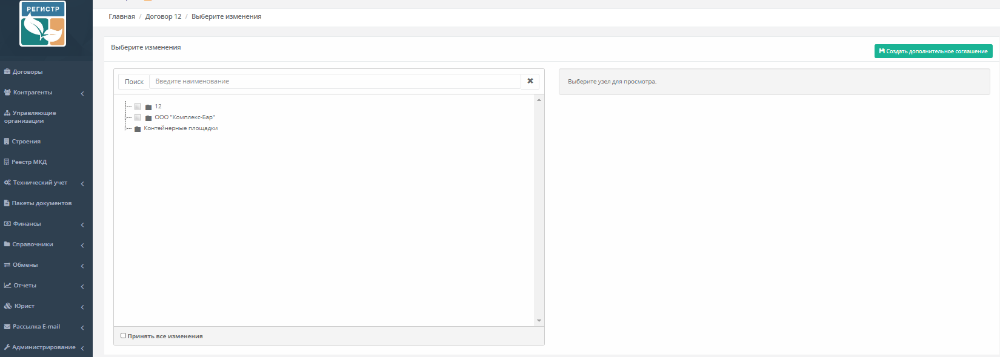 РЕГИСТР
Главная / Договор 12 / Выберите изменения
Выберите изменения
Создать дополнительное соглашение
Договоры
Контрагенты
Управляющие
организации
Строения
Реестр МКД
Технический учет
Пакеты документов
Финансы
Справочники
Обмены
Отчеты
Юрист
Рассылка E-mail
Администрирование
Поиск Введите наименование
12
ООО "Комплекс-Бар"
Контейнерные площадки
Принять все изменения
Выберите узел для просмотра.